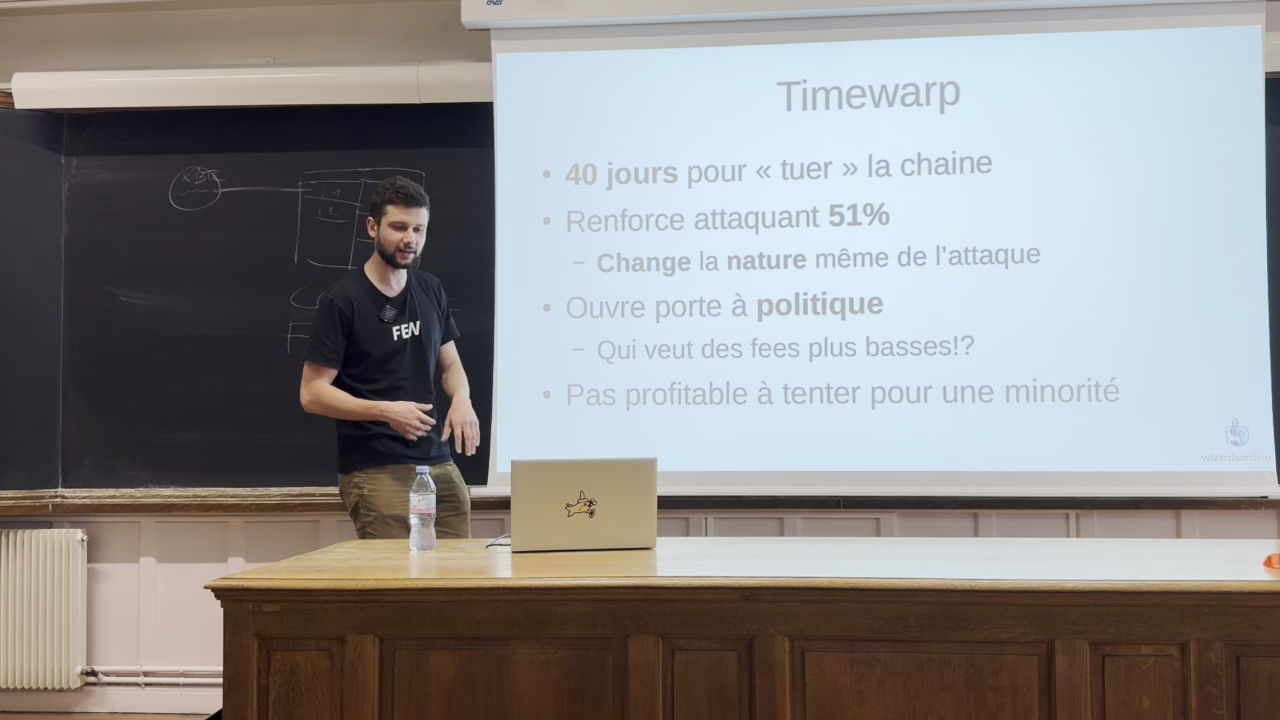 Timewarp
• 40 jours pour « tuer » la chaine
• Renforce attaquant 51%
– Change la nature même de l'attaque
• Ouvre porte à politique
– Qui veut des fees plus basses!?
• Pas profitable à tenter pour une minorité
wizardsardine